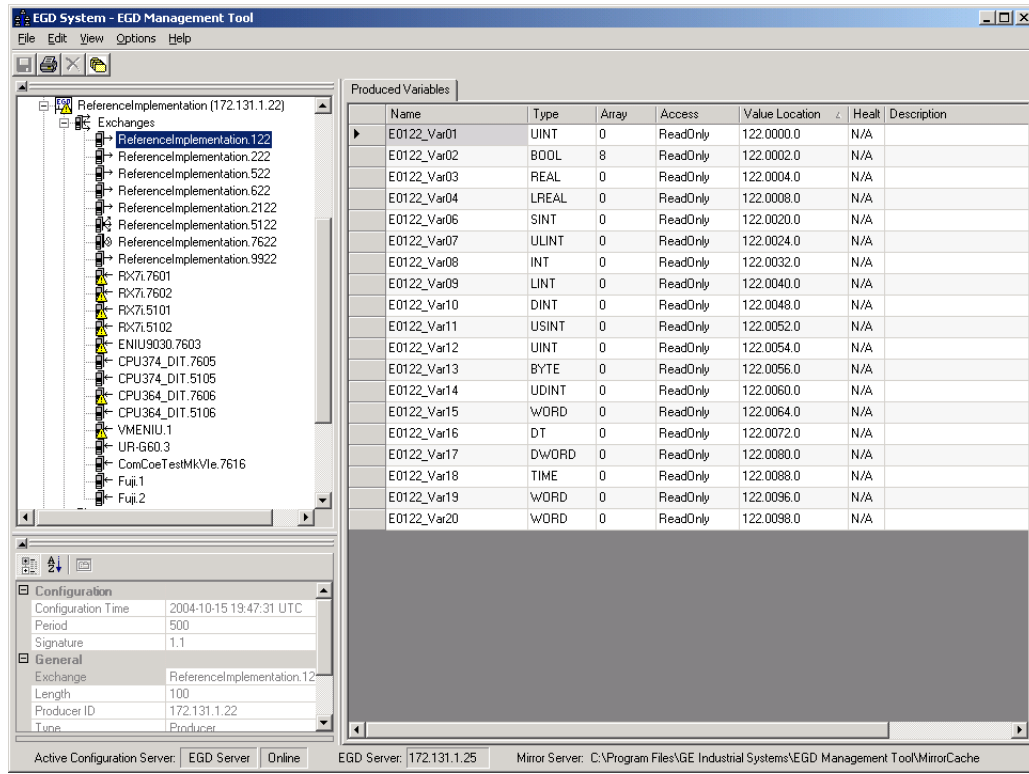 EGD System - EGD Management Tool
File Edit View Options Help
ReferenceImplementation (172.131.1.22)
Exchanges
ReferenceImplementation.122
ReferenceImplementation.222
ReferenceImplementation.522
ReferenceImplementation.622
ReferenceImplementation.2122
ReferenceImplementation.5122
ReferenceImplementation.7622
ReferenceImplementation.9922
RX7i.7601
RX7i.7602
RX7i.5101
RX7i.5102
ENIU9030.7603
CPU374_DIT.7605
CPU374_DIT.5105
CPU364_DIT.7606
CPU364_DIT.5106
VMENIU.1
UR-G60.3
ComCoeTestMkVIe.7616
Fuji.1
Fuji.2
Configuration
Configuration Time 2004-10-15 19:47:31 UTC
Period 500
Signature 1.1
General
Exchange ReferenceImplementation.12
Length 100
Producer ID 172.131.1.22
Type Producer
Produced Variables
Name Type Array Access Value Location Healt Description
E0122_Var01 UINT 0 ReadOnly 122.0000.0 N/A
E0122_Var02 BOOL 8 ReadOnly 122.0002.0 N/A
E0122_Var03 REAL 0 ReadOnly 122.0004.0 N/A
E0122_Var04 LREAL 0 ReadOnly 122.0008.0 N/A
E0122_Var06 SINT 0 ReadOnly 122.0020.0 N/A
E0122_Var07 ULINT 0 ReadOnly 122.0024.0 N/A
E0122_Var08 INT 0 ReadOnly 122.0032.0 N/A
E0122_Var09 LINT 0 ReadOnly 122.0040.0 N/A
E0122_Var10 DINT 0 ReadOnly 122.0048.0 N/A
E0122_Var11 USINT 0 ReadOnly 122.0052.0 N/A
E0122_Var12 UINT 0 ReadOnly 122.0054.0 N/A
E0122_Var13 BYTE 0 ReadOnly 122.0056.0 N/A
E0122_Var14 UDINT 0 ReadOnly 122.0060.0 N/A
E0122_Var15 WORD 0 ReadOnly 122.0064.0 N/A
E0122_Var16 DT 0 ReadOnly 122.0072.0 N/A
E0122_Var17 DWORD 0 ReadOnly 122.0080.0 N/A
E0122_Var18 TIME 0 ReadOnly 122.0088.0 N/A
E0122_Var19 WORD 0 ReadOnly 122.0096.0 N/A
E0122_Var20 WORD 0 ReadOnly 122.0098.0 N/A
Active Configuration Server: EGD Server Online EGD Server: 172.131.1.25 Mirror Server: C:\Program Files\GE Industrial Systems\EGD Management Tool\MirrorCache